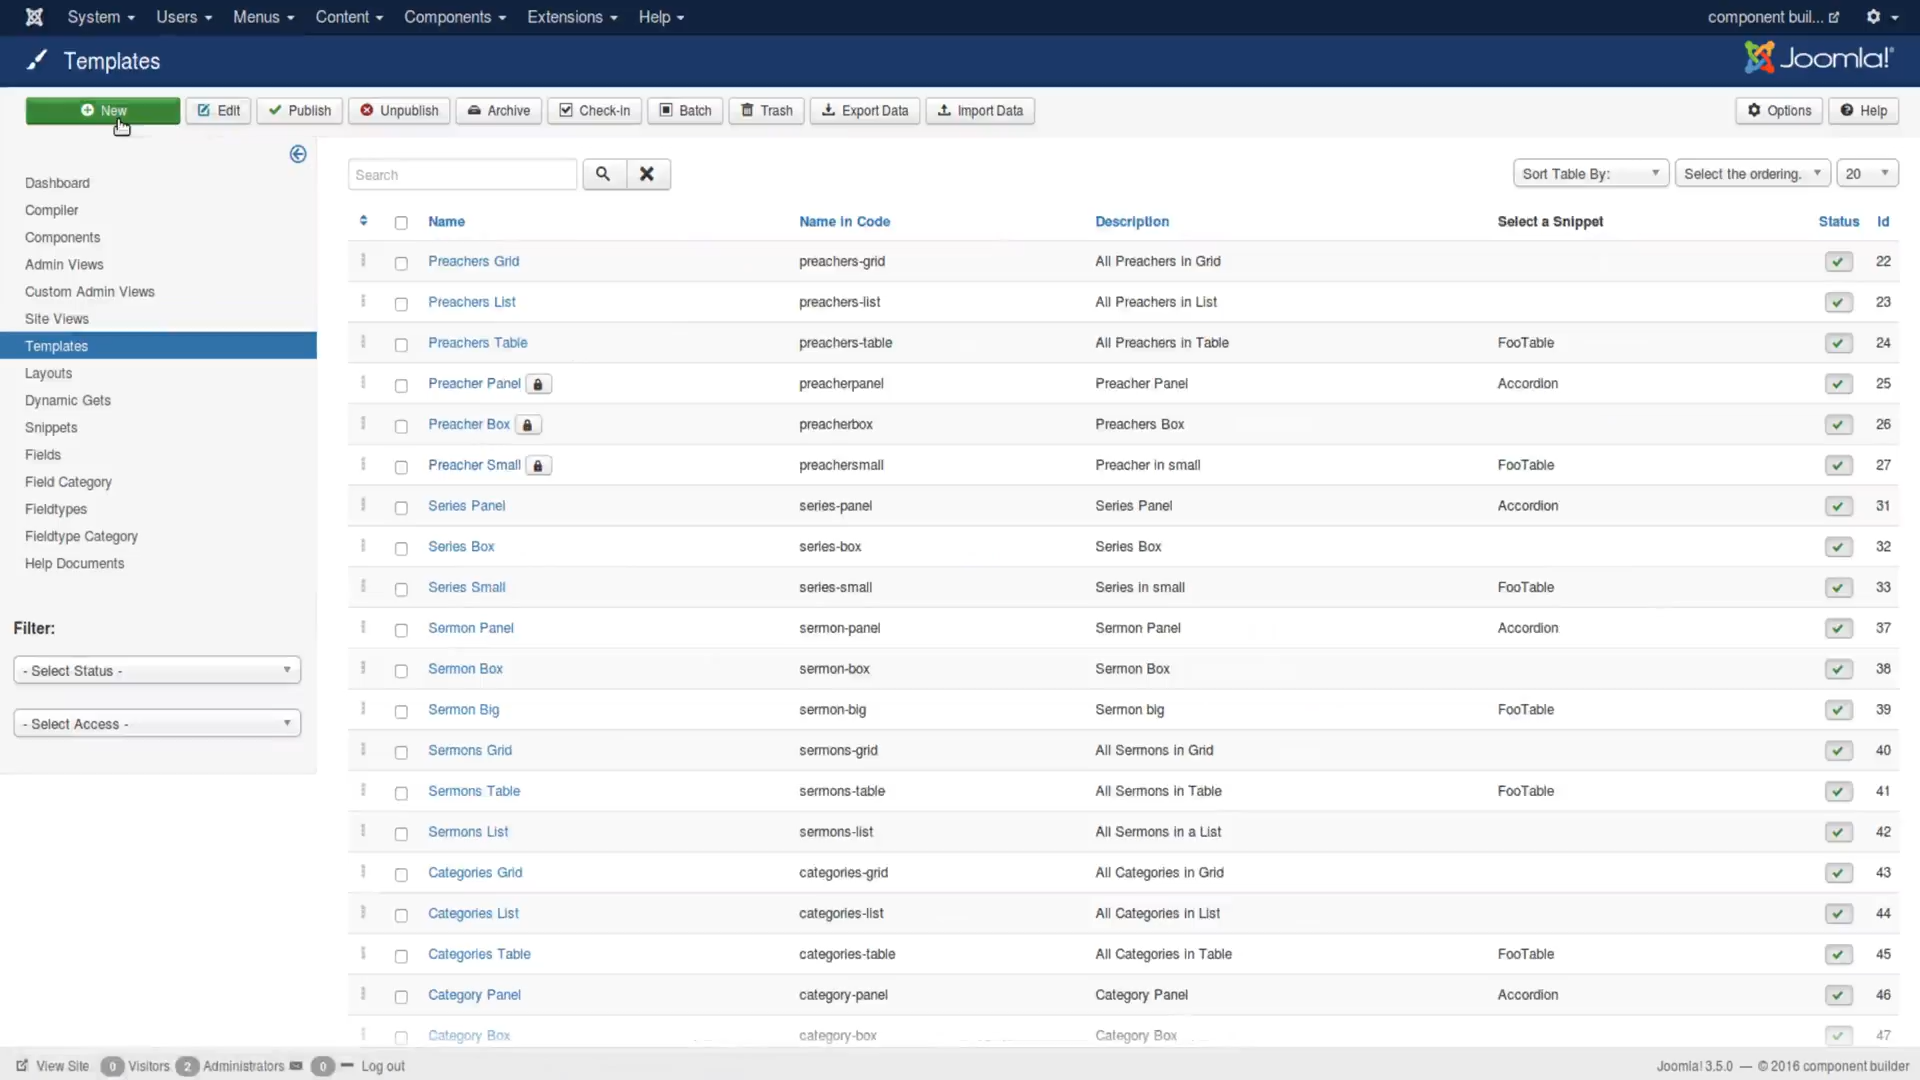 System Users Menus Content Components Extensions Help component buil...
Templates Joomla!®
New Edit Publish Unpublish Archive Check-in Batch Trash Export Data Import Data Options Help
Dashboard
Compiler
Components
Admin Views
Custom Admin Views
Site Views
Templates
Layouts
Dynamic Gets
Snippets
Fields
Field Category
Fieldtypes
Fieldtype Category
Help Documents
Filter:
- Select Status -
- Select Access -
Search Sort Table By: Select the ordering. 20
Name Name in Code Description Select a Snippet Status Id
Preachers Grid preachers-grid All Preachers in Grid 22
Preachers List preachers-list All Preachers in List 23
Preachers Table preachers-table All Preachers in Table FooTable 24
Preacher Panel preacherpanel Preacher Panel Accordion 25
Preacher Box preacherbox Preachers Box 26
Preacher Small preachersmall Preacher in small FooTable 27
Series Panel series-panel Series Panel Accordion 31
Series Box series-box Series Box 32
Series Small series-small Series in small FooTable 33
Sermon Panel sermon-panel Sermon Panel Accordion 37
Sermon Box sermon-box Sermon Box 38
Sermon Big sermon-big Sermon big FooTable 39
Sermons Grid sermons-grid All Sermons in Grid 40
Sermons Table sermons-table All Sermons in Table FooTable 41
Sermons List sermons-list All Sermons in a List 42
Categories Grid categories-grid All Categories in Grid 43
Categories List categories-list All Categories in List 44
Categories Table categories-table All Categories in Table FooTable 45
Category Panel category-panel Category Panel Accordion 46
Category Box category-box Category Box 47
View Site 0 Visitors 2 Administrators 0 Log out Joomla! 3.5.0 — © 2016 component builder